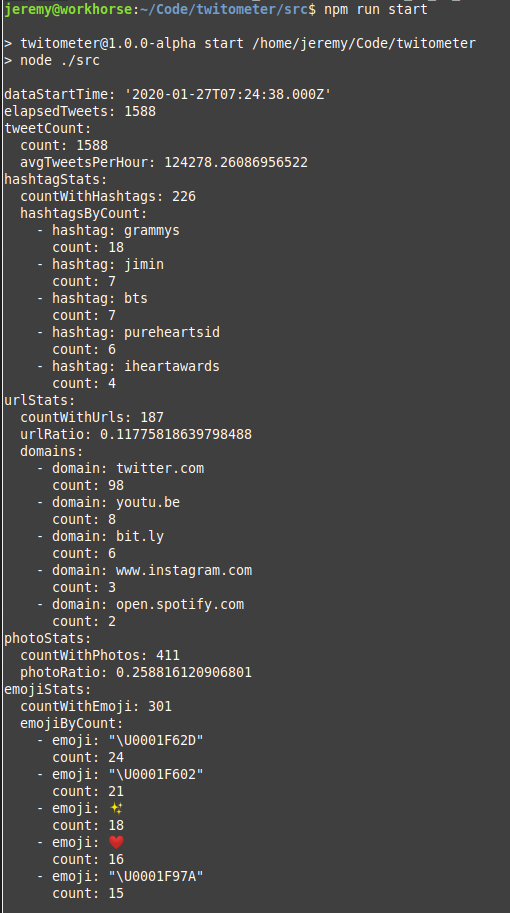 jeremy@workhorse:~/Code/twitometer/src$ npm run start

> twitometer@1.0.0-alpha start /home/jeremy/Code/twitometer
> node ./src

dataStartTime: '2020-01-27T07:24:38.000Z'
elapsedTweets: 1588
tweetCount:
  count: 1588
  avgTweetsPerHour: 124278.26086956522
hashtagStats:
  countWithHashtags: 226
  hashtagsByCount:
    - hashtag: grammys
      count: 18
    - hashtag: jimin
      count: 7
    - hashtag: bts
      count: 7
    - hashtag: pureheartsid
      count: 6
    - hashtag: iheartawards
      count: 4
urlStats:
  countWithUrls: 187
  urlRatio: 0.11775818639798488
  domains:
    - domain: twitter.com
      count: 98
    - domain: youtu.be
      count: 8
    - domain: bit.ly
      count: 6
    - domain: www.instagram.com
      count: 3
    - domain: open.spotify.com
      count: 2
photoStats:
  countWithPhotos: 411
  photoRatio: 0.258816120906801
emojiStats:
  countWithEmoji: 301
  emojiByCount:
    - emoji: "\U0001F62D"
      count: 24
    - emoji: "\U0001F602"
      count: 21
    - emoji: ✨
      count: 18
    - emoji: ❤️
      count: 16
    - emoji: "\U0001F97A"
      count: 15